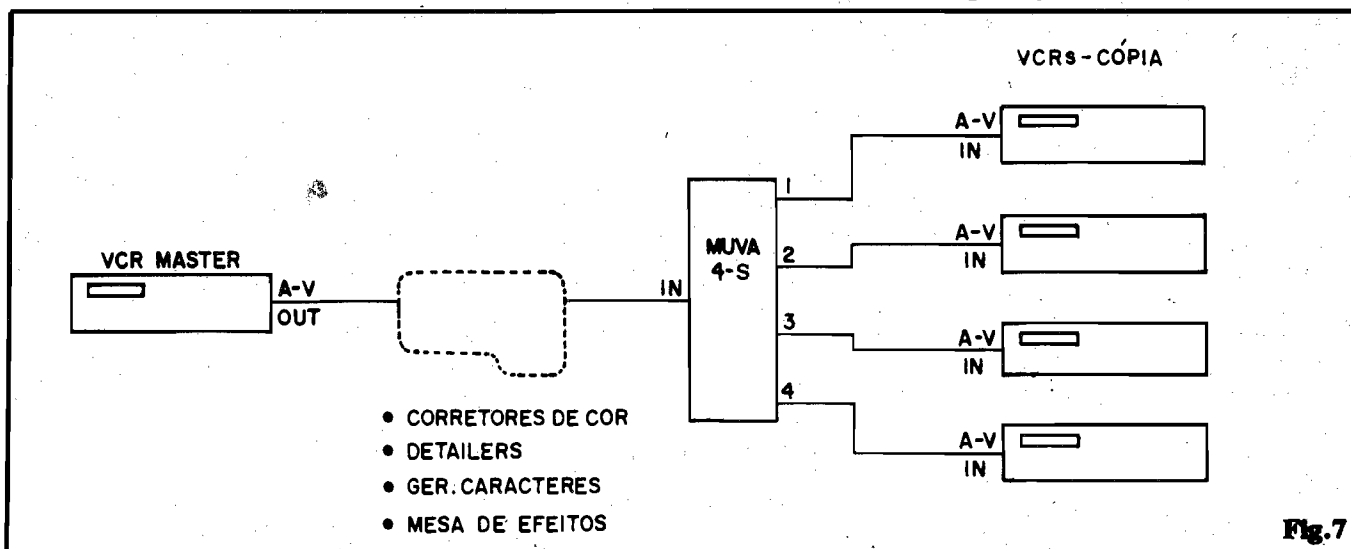 VCRs-CÓPIA
VCR MASTER
A-V
OUT
• CORRETORES DE COR
• DETAILERS
• GER. CARACTERES
• MESA DE EFEITOS
IN
MUVA
4-S
1
2
3
4
A-V
IN
A-V
IN
A-V
IN
A-V
IN
Fig.7